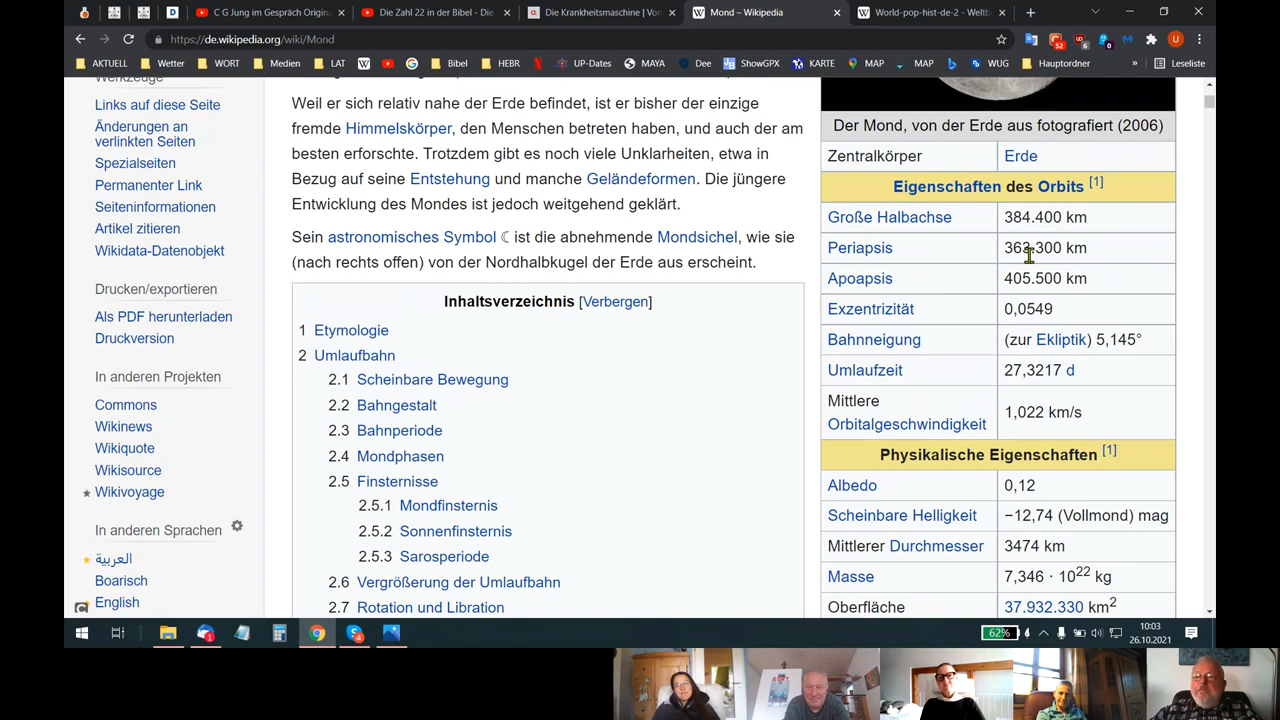 C G Jung im Gespräch Origina
Die Zahl 22 in der Bibel - Die
Die Krankheitsmaschine | Vor
Mond – Wikipedia
World-pop-hist-de-2 – Weltb
https://de.wikipedia.org/wiki/Mond
AKTUELL
Wetter
WORT
Medien
LAT
Bibel
HEBR
UP-Dates
MAYA
Dee
ShowGPX
KARTE
MAP
MAP
WUG
Hauptordner
»
Leseliste
52
6
0
U
Werkzeuge
Links auf diese Seite
Änderungen an
verlinkten Seiten
Spezialseiten
Permanenter Link
Seiteninformationen
Artikel zitieren
Wikidata-Datenobjekt
Drucken/exportieren
Als PDF herunterladen
Druckversion
In anderen Projekten
Commons
Wikinews
Wikiquote
Wikisource
Wikivoyage
In anderen Sprachen
العربية
Boarisch
English
Weil er sich relativ nahe der Erde befindet, ist er bisher der einzige
fremde Himmelskörper, den Menschen betreten haben, und auch der am
besten erforschte. Trotzdem gibt es noch viele Unklarheiten, etwa in
Bezug auf seine Entstehung und manche Geländeformen. Die jüngere
Entwicklung des Mondes ist jedoch weitgehend geklärt.
Sein astronomisches Symbol ☾ ist die abnehmende Mondsichel, wie sie
(nach rechts offen) von der Nordhalbkugel der Erde aus erscheint.
Inhaltsverzeichnis [Verbergen]
1 Etymologie
2 Umlaufbahn
2.1 Scheinbare Bewegung
2.2 Bahngestalt
2.3 Bahnperiode
2.4 Mondphasen
2.5 Finsternisse
2.5.1 Mondfinsternis
2.5.2 Sonnenfinsternis
2.5.3 Sarosperiode
2.6 Vergrößerung der Umlaufbahn
2.7 Rotation und Libration
Der Mond, von der Erde aus fotografiert (2006)
Zentralkörper Erde
Eigenschaften des Orbits [1]
Große Halbachse 384.400 km
Periapsis 363.300 km
Apoapsis 405.500 km
Exzentrizität 0,0549
Bahnneigung (zur Ekliptik) 5,145°
Umlaufzeit 27,3217 d
Mittlere
Orbitalgeschwindigkeit 1,022 km/s
Physikalische Eigenschaften [1]
Albedo 0,12
Scheinbare Helligkeit −12,74 (Vollmond) mag
Mittlerer Durchmesser 3474 km
Masse 7,346 · 10²² kg
Oberfläche 37.932.330 km²
62%
10:03
26.10.2021